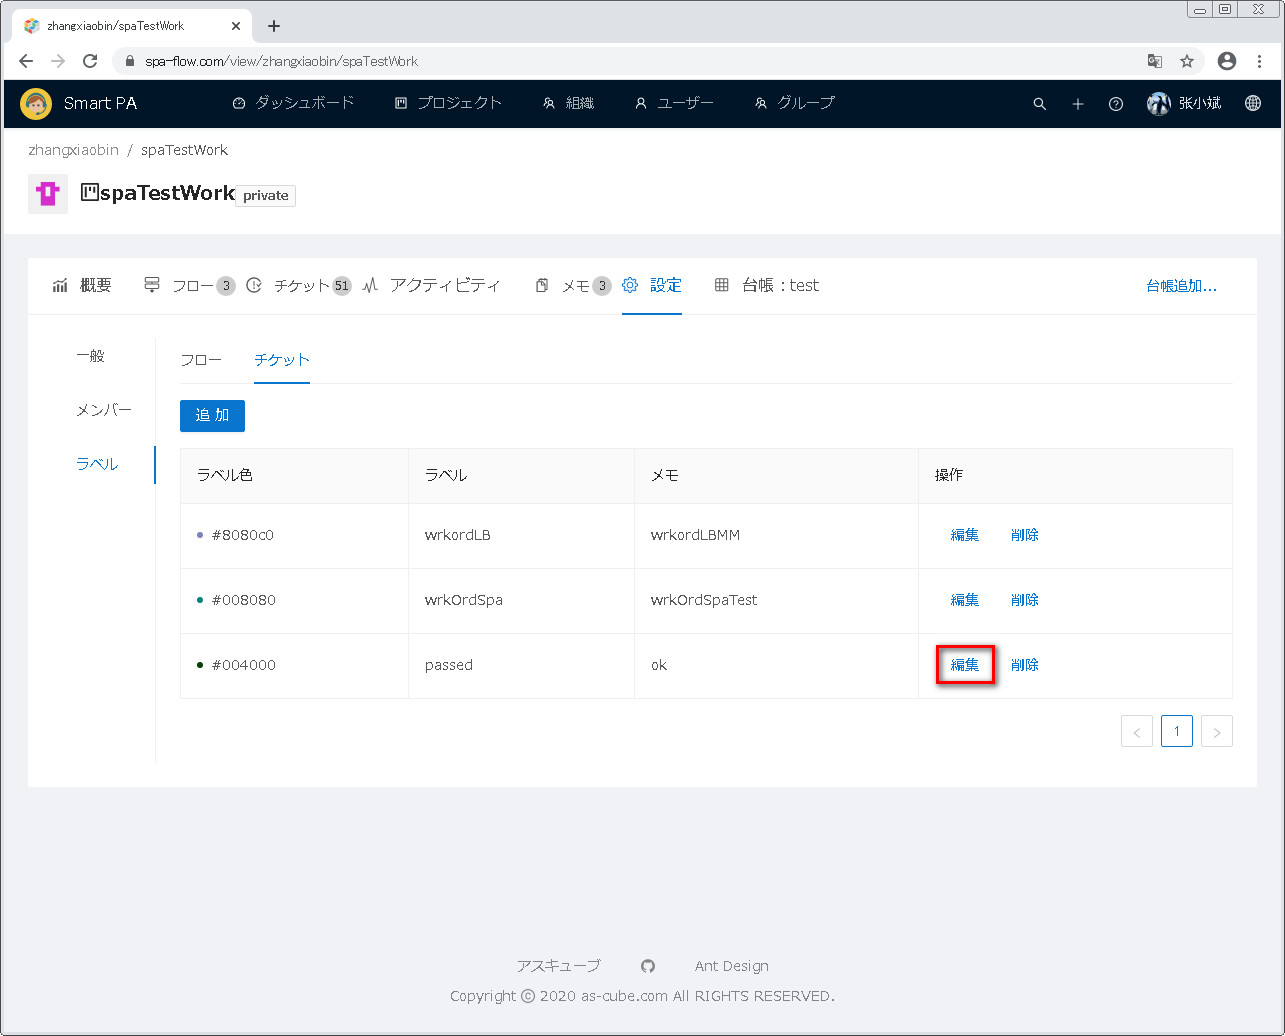 zhangxiaobin/spaTestWork
spa-flow.com/view/zhangxiaobin/spaTestWork
Smart PA ダッシュボード プロジェクト 組織 ユーザー グループ 张小斌
zhangxiaobin / spaTestWork
spaTestWork private
概要 フロー 3 チケット 51 アクティビティ メモ 3 設定 台帳：test 台帳追加...
一般
メンバー
ラベル
フロー チケット
追 加
ラベル色 ラベル メモ 操作
#8080c0 wrkordLB wrkordLBMM 編集 削除
#008080 wrkOrdSpa wrkOrdSpaTest 編集 削除
#004000 passed ok 編集 削除
< 1 >
アスキューブ Ant Design
Copyright © 2020 as-cube.com All RIGHTS RESERVED.